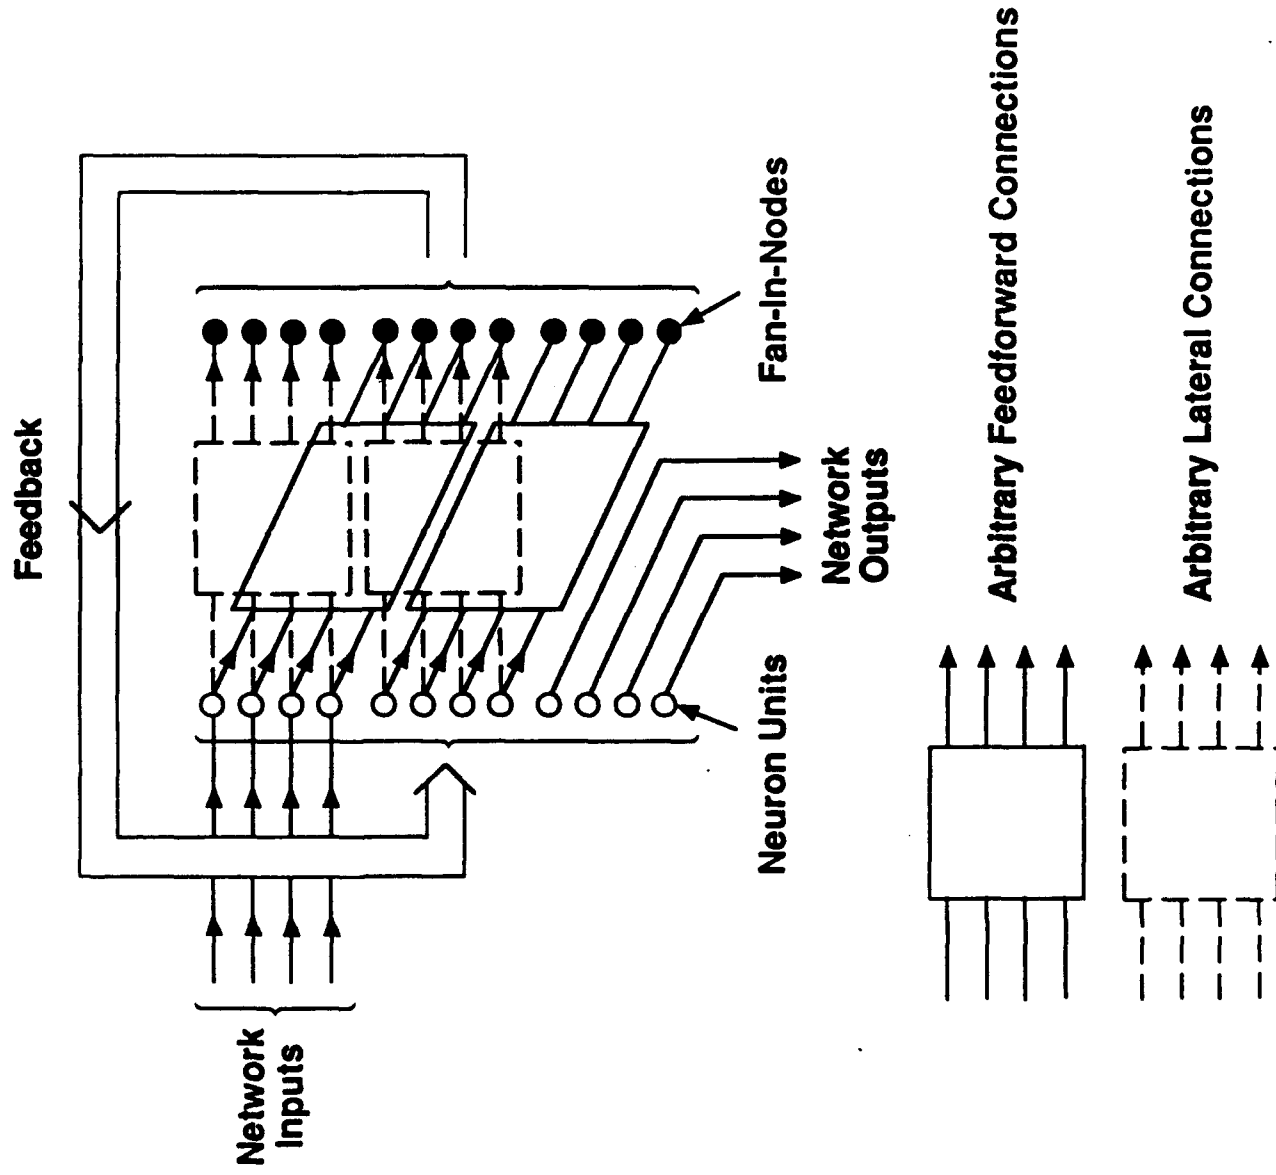 Feedback
Network
Inputs
Neuron Units
Fan-In-Nodes
Network
Outputs
Arbitrary Feedforward Connections
Arbitrary Lateral Connections